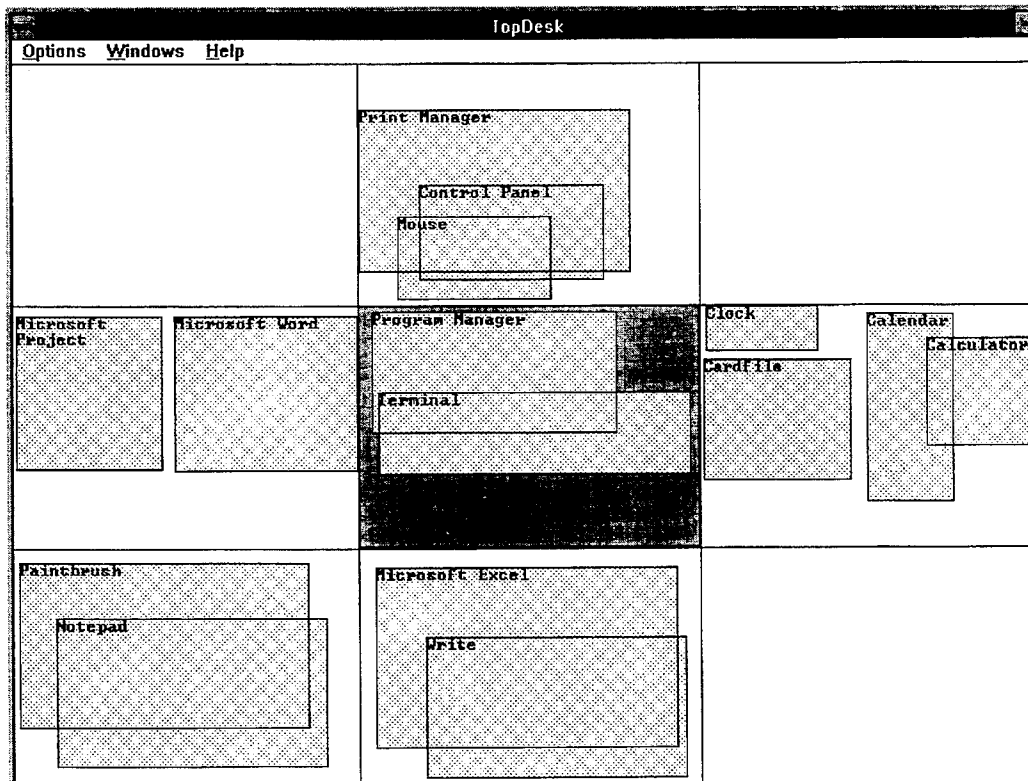 TopDesk
Options Windows Help
Print Manager
Control Panel
Mouse
Microsoft
Project
Microsoft Word
Program Manager
Terminal
Clock
Cardfile
Calendar
Calculator
Paintbrush
Notepad
Microsoft Excel
Write